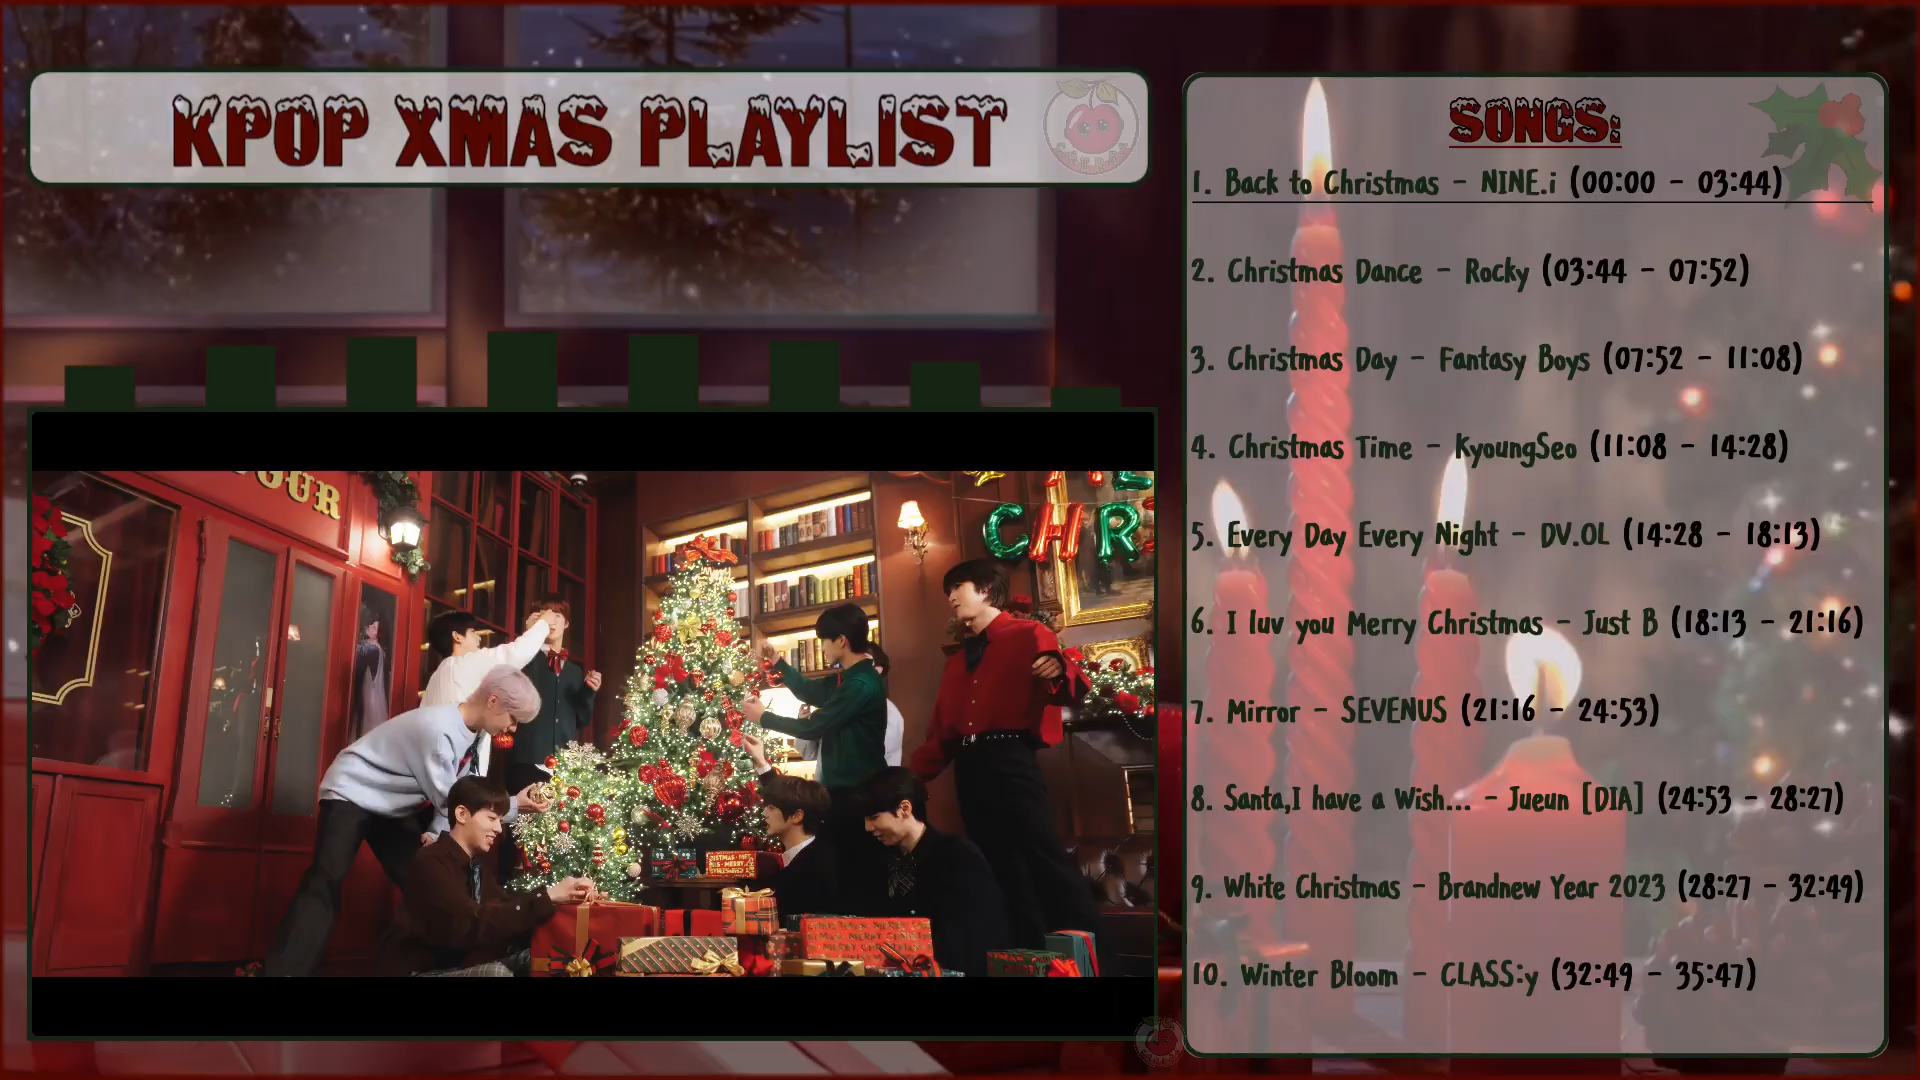 KPOP XMAS PLAYLIST
SONGS:
1. Back to Christmas - NINE.i (00:00 - 03:44)
2. Christmas Dance - Rocky (03:44 - 07:52)
3. Christmas Day - Fantasy Boys (07:52 - 11:08)
4. Christmas Time - KyoungSeo (11:08 - 14:28)
5. Every Day Every Night - DV.OL (14:28 - 18:13)
6. I luv you Merry Christmas - Just B (18:13 - 21:16)
7. Mirror - SEVENUS (21:16 - 24:53)
8. Santa,I have a Wish... - Jueun [DIA] (24:53 - 28:27)
9. White Christmas - Brandnew Year 2023 (28:27 - 32:49)
10. Winter Bloom - CLASS:y (32:49 - 35:47)
OUR
CHR